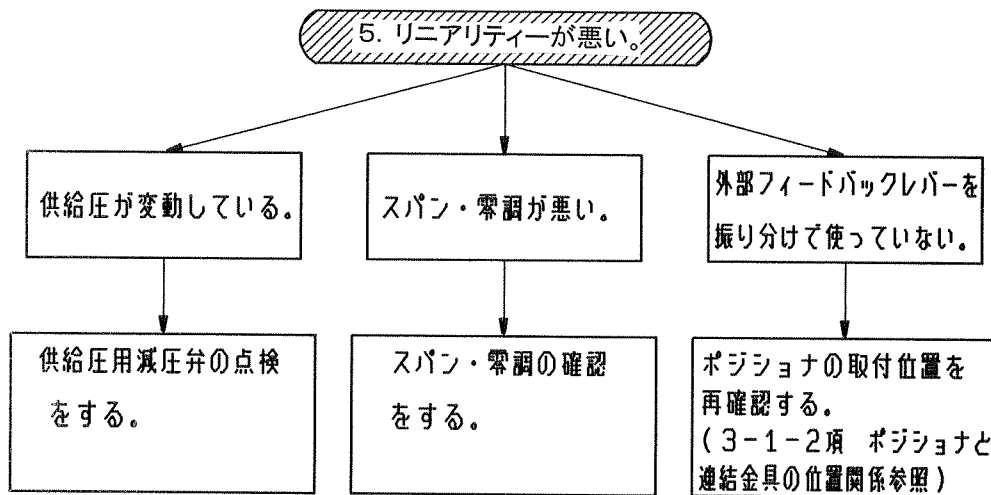 5. リニアリティーが悪い。
供給圧が変動している。
スパン・零調が悪い。
外部フィードバックレバーを
振り分けで使っていない。
供給圧用減圧弁の点検
をする。
スパン・零調の確認
をする。
ポジショナの取付位置を
再確認する。
(3-1-2項 ポジショナと
連結金具の位置関係参照)